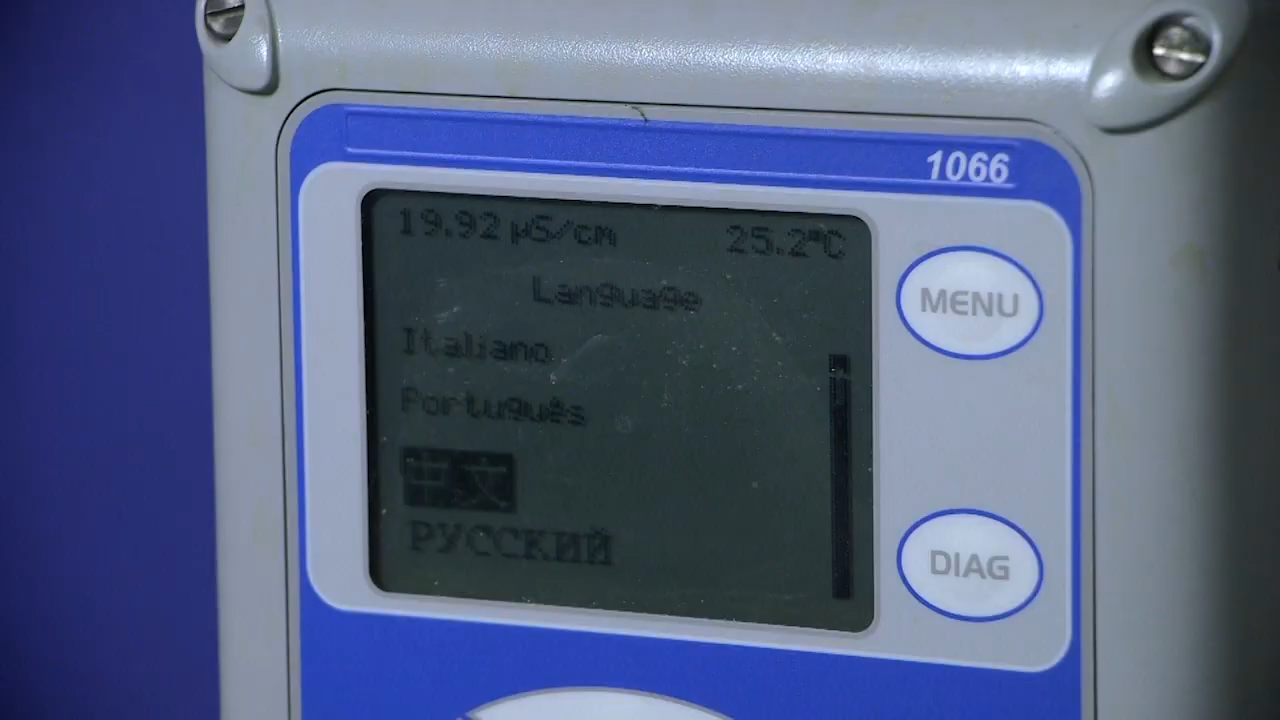 1066
19.92 µS/cm 25.2°C
Language
Italiano
Português
中文
РУССКИЙ
MENU
DIAG